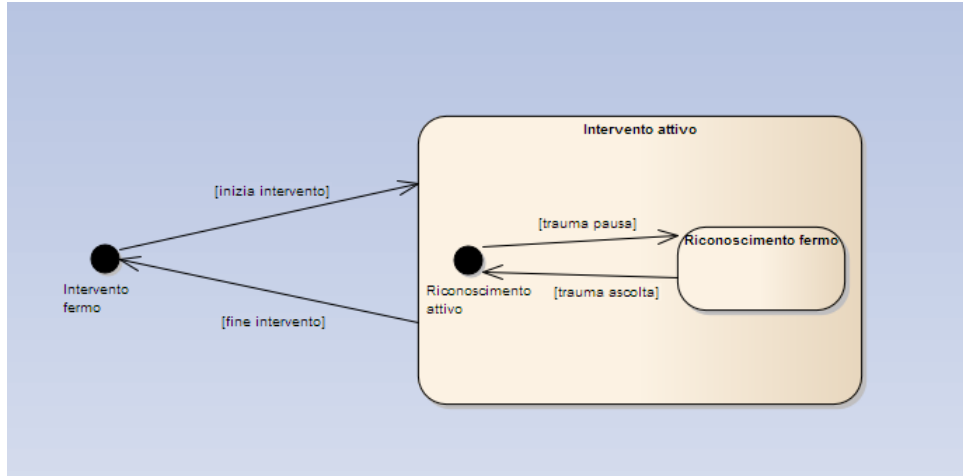 Intervento attivo
[inizia intervento]
[trauma pausa]
Riconoscimento fermo
Intervento
fermo
Riconoscimento
attivo
[trauma ascolta]
[fine intervento]